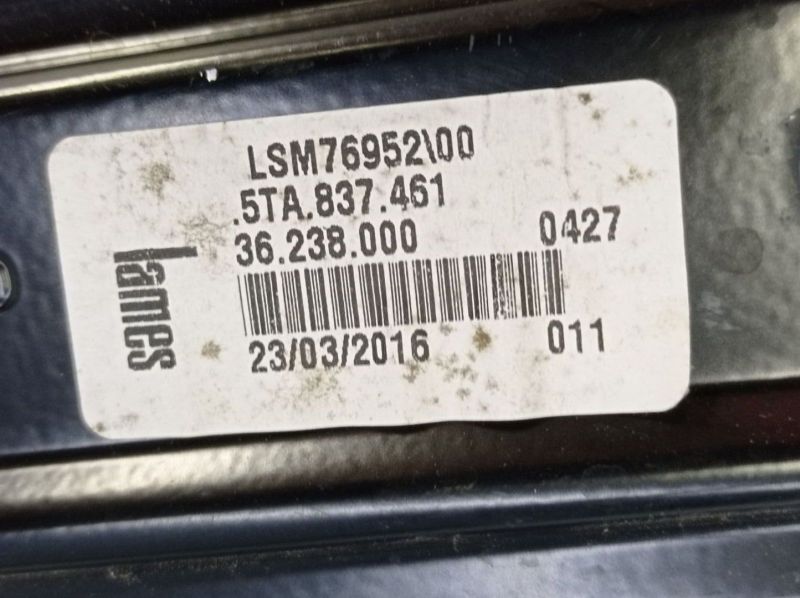 LSM76952\00
.5TA.837.461
36.238.000 0427
23/03/2016 011
Lames